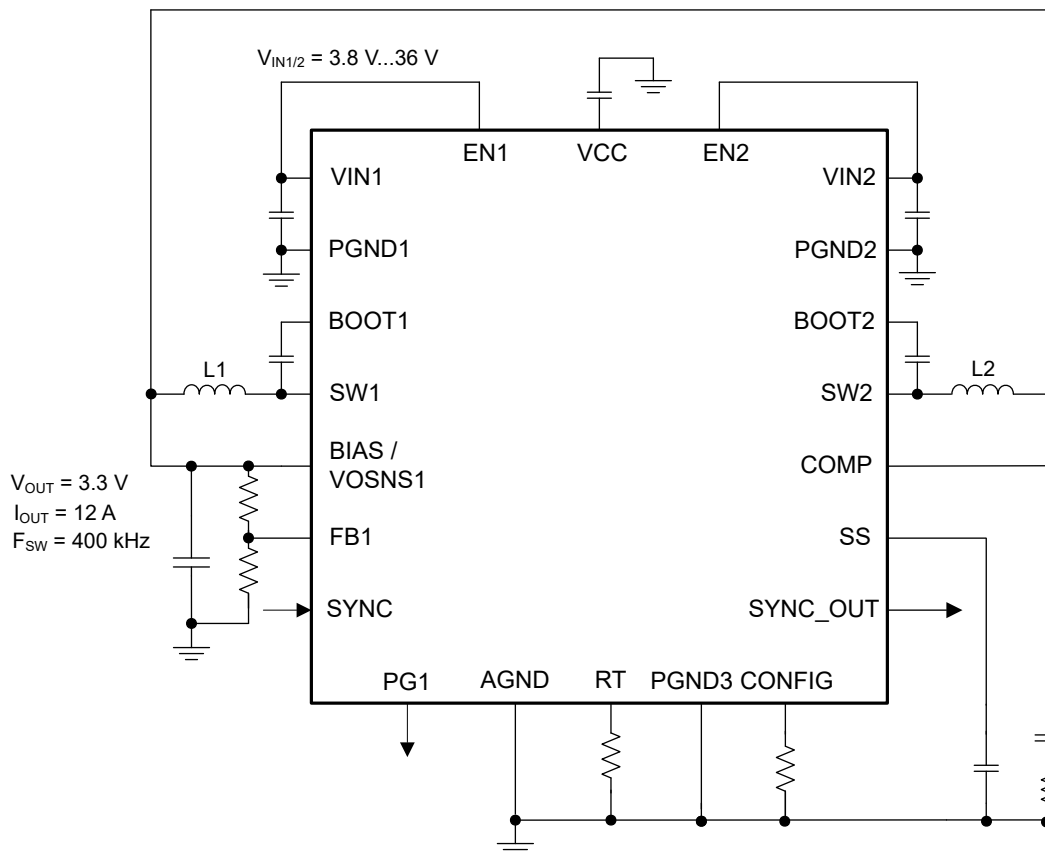 V_IN1/2 = 3.8 V...36 V
EN1 VCC EN2
VIN1 VIN2
PGND1 PGND2
BOOT1 BOOT2
L1 L2
SW1 SW2
BIAS /
VOSNS1
COMP
V_OUT = 3.3 V
I_OUT = 12 A
F_SW = 400 kHz
FB1 SS
SYNC SYNC_OUT
PG1 AGND RT PGND3 CONFIG